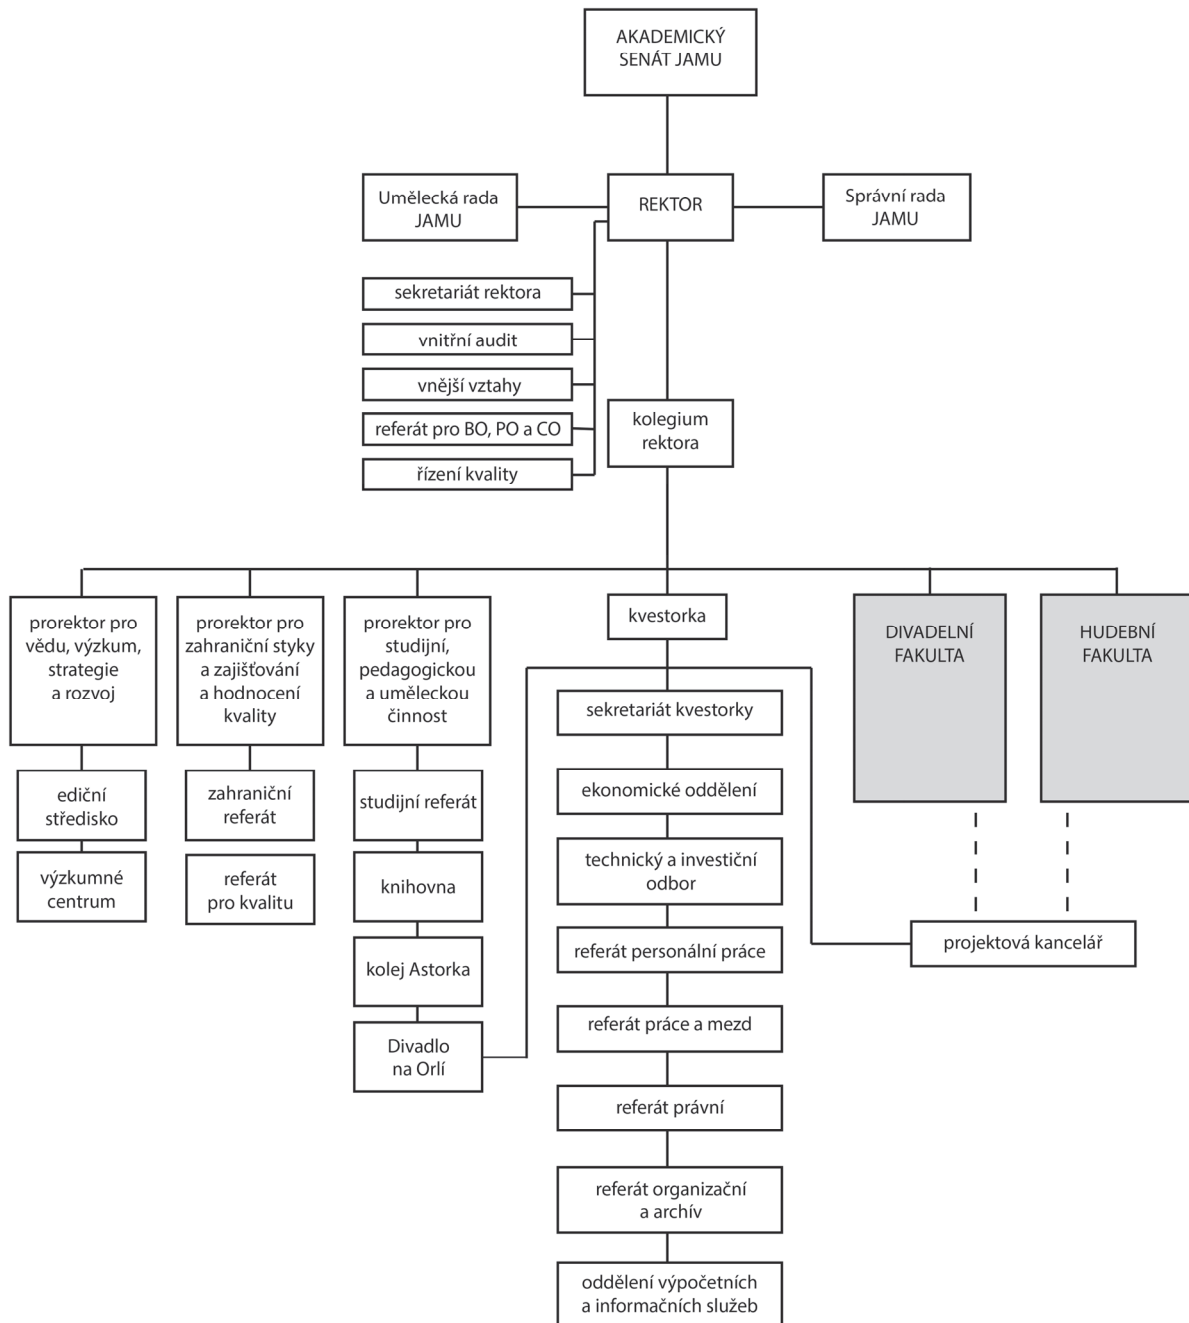 AKADEMICKÝ
SENÁT JAMU
Umělecká rada
JAMU
REKTOR
Správní rada
JAMU
sekretariát rektora
vnitřní audit
vnější vztahy
referát pro BO, PO a CO
řízení kvality
kolegium
rektora
prorektor pro
vědu, výzkum,
strategie
a rozvoj
prorektor pro
zahraniční styky
a zajišťování
a hodnocení
kvality
prorektor pro
studijní,
pedagogickou
a uměleckou
činnost
kvestorka
DIVADELNÍ
FAKULTA
HUDEBNÍ
FAKULTA
ediční
středisko
výzkumné
centrum
zahraniční
referát
referát
pro kvalitu
studijní referát
knihovna
kolej Astorka
Divadlo
na Orlí
sekretariát kvestorky
ekonomické oddělení
technický a investiční
odbor
referát personální práce
referát práce a mezd
referát právní
referát organizační
a archív
oddělení výpočetních
a informačních služeb
projektová kancelář